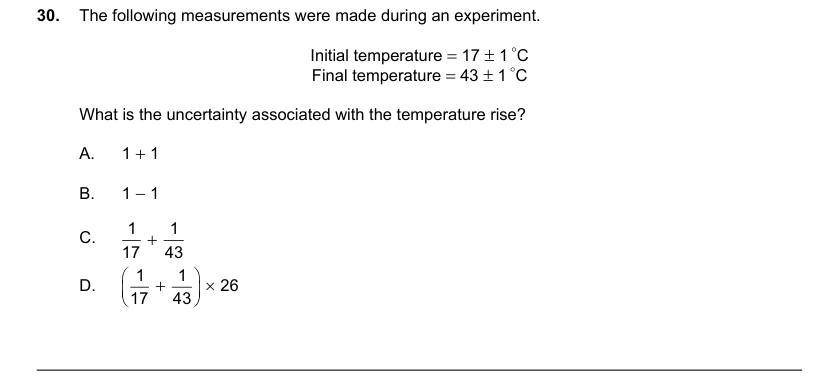 30. The following measurements were made during an experiment.
Initial temperature = 17 ± 1 °C
Final temperature = 43 ± 1 °C
What is the uncertainty associated with the temperature rise?
A. 1 + 1
B. 1 – 1
C. 1/17 + 1/43
D. (1/17 + 1/43) × 26